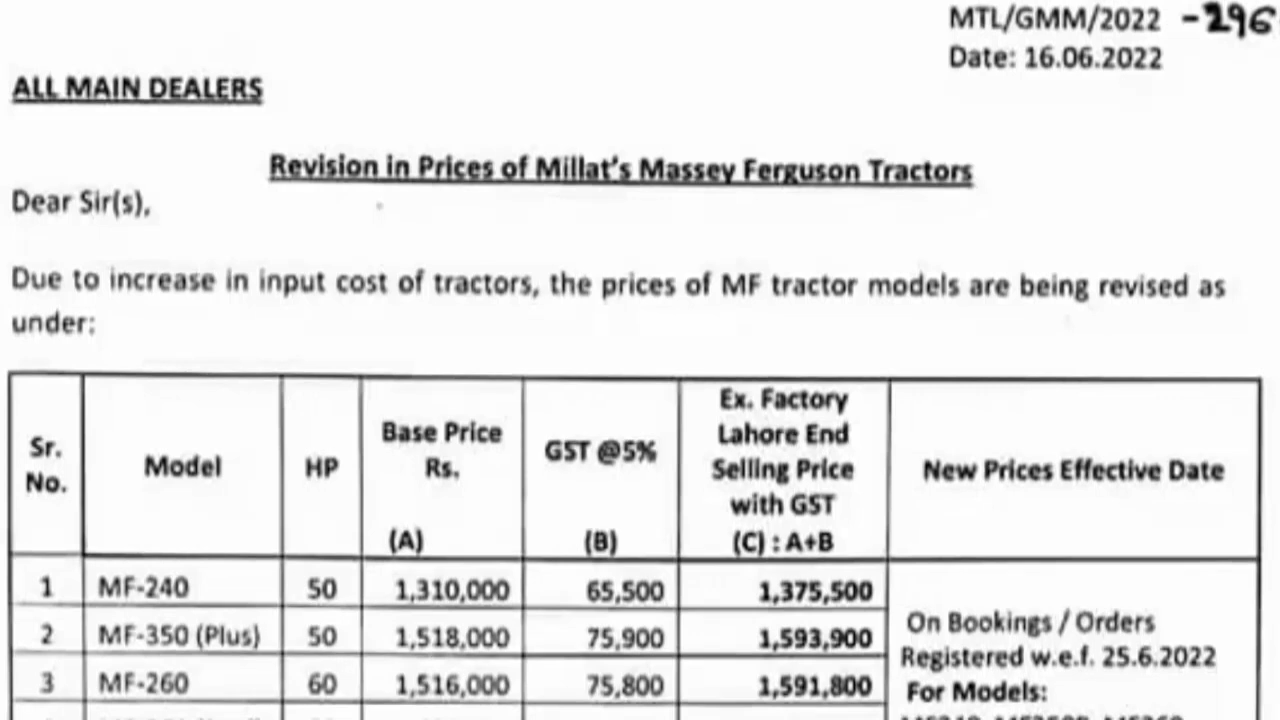 MTL/GMM/2022 -296
Date: 16.06.2022
ALL MAIN DEALERS
Revision in Prices of Millat's Massey Ferguson Tractors
Dear Sir(s),
Due to increase in input cost of tractors, the prices of MF tractor models are being revised as
under:
Sr. No. Model HP Base Price Rs. (A) GST @5% (B) Ex. Factory Lahore End Selling Price with GST (C) : A+B New Prices Effective Date
1 MF-240 50 1,310,000 65,500 1,375,500
2 MF-350 (Plus) 50 1,518,000 75,900 1,593,900
3 MF-260 60 1,516,000 75,800 1,591,800
On Bookings / Orders
Registered w.e.f. 25.6.2022
For Models: